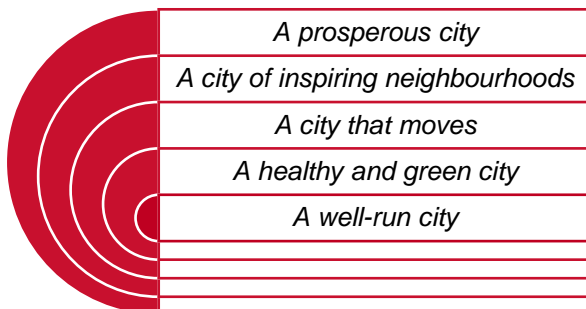 A prosperous city
A city of inspiring neighbourhoods
A city that moves
A healthy and green city
A well-run city